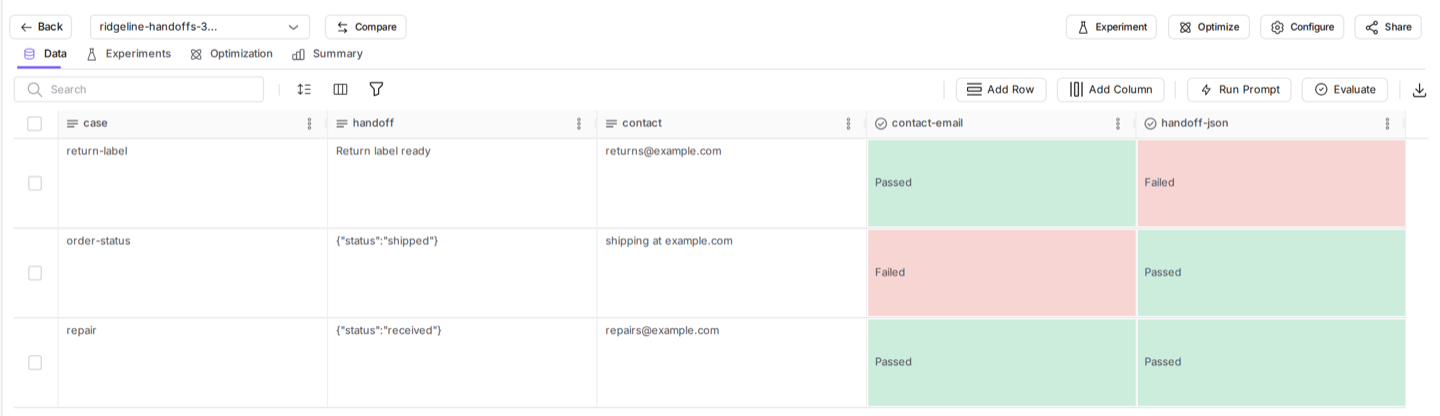 Back ridgeline-handoffs-3... Compare Experiment Optimize Configure Share
Data Experiments Optimization Summary
Search Add Row Add Column Run Prompt Evaluate
case handoff contact contact-email handoff-json
return-label Return label ready returns@example.com Passed Failed
order-status {"status":"shipped"} shipping at example.com Failed Passed
repair {"status":"received"} repairs@example.com Passed Passed